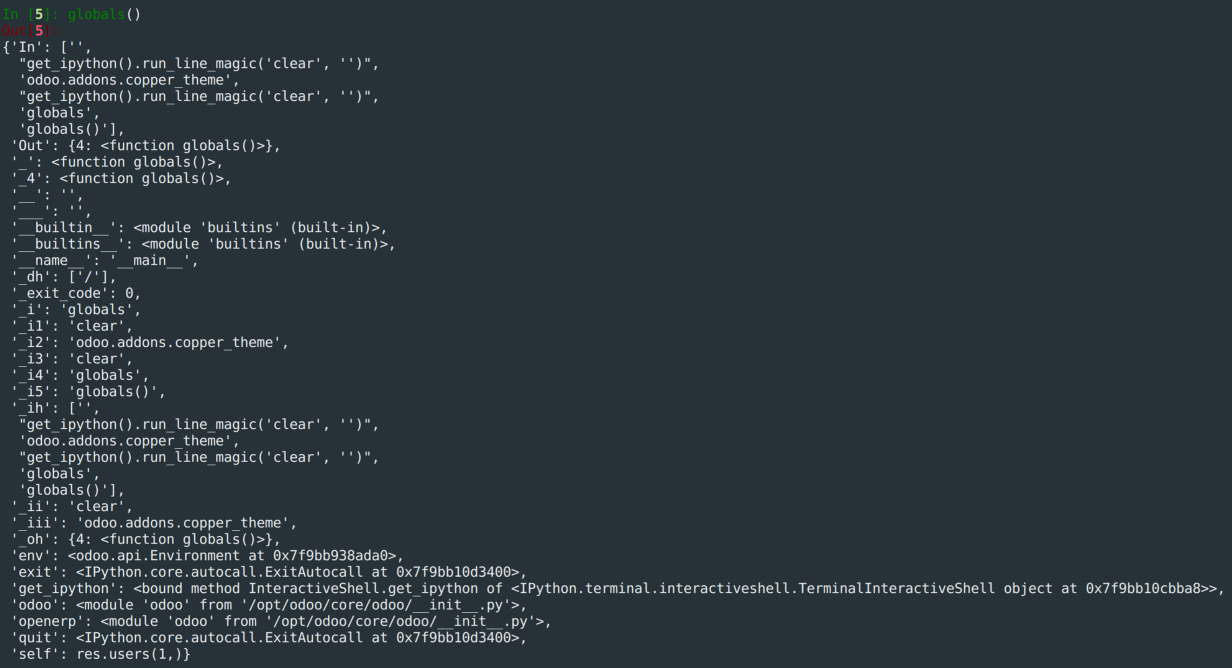 In [5]: globals()
Out[5]:
{'In': ['',
  "get_ipython().run_line_magic('clear', '')",
  'odoo.addons.copper_theme',
  "get_ipython().run_line_magic('clear', '')",
  'globals',
  'globals()'],
 'Out': {4: <function globals()>},
 '_': <function globals()>,
 '_4': <function globals()>,
 '__': '',
 '___': '',
 '__builtin__': <module 'builtins' (built-in)>,
 '__builtins__': <module 'builtins' (built-in)>,
 '__name__': '__main__',
 '_dh': ['/'],
 '_exit_code': 0,
 '_i': 'globals',
 '_i1': 'clear',
 '_i2': 'odoo.addons.copper_theme',
 '_i3': 'clear',
 '_i4': 'globals',
 '_i5': 'globals()',
 '_ih': ['',
  "get_ipython().run_line_magic('clear', '')",
  'odoo.addons.copper_theme',
  "get_ipython().run_line_magic('clear', '')",
  'globals',
  'globals()'],
 '_ii': 'clear',
 '_iii': 'odoo.addons.copper_theme',
 '_oh': {4: <function globals()>},
 'env': <odoo.api.Environment at 0x7f9bb938ada0>,
 'exit': <IPython.core.autocall.ExitAutocall at 0x7f9bb10d3400>,
 'get_ipython': <bound method InteractiveShell.get_ipython of <IPython.terminal.interactiveshell.TerminalInteractiveShell object at 0x7f9bb10cbba8>>,
 'odoo': <module 'odoo' from '/opt/odoo/core/odoo/__init__.py'>,
 'openerp': <module 'odoo' from '/opt/odoo/core/odoo/__init__.py'>,
 'quit': <IPython.core.autocall.ExitAutocall at 0x7f9bb10d3400>,
 'self': res.users(1,)}